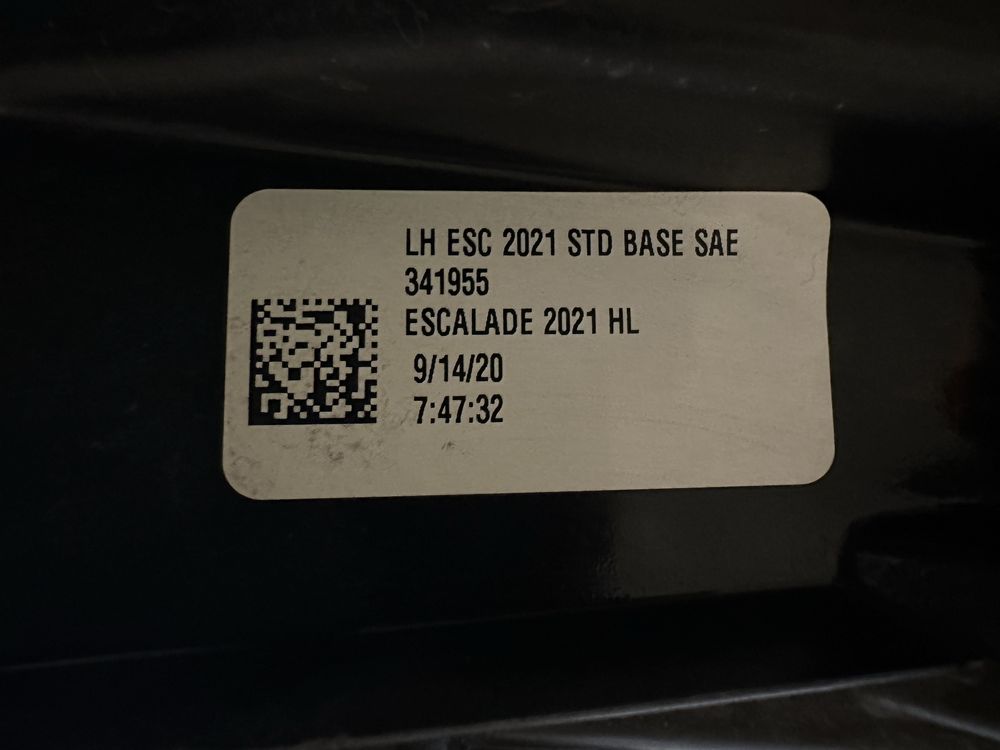 LH ESC 2021 STD BASE SAE
341955
ESCALADE 2021 HL
9/14/20
7:47:32